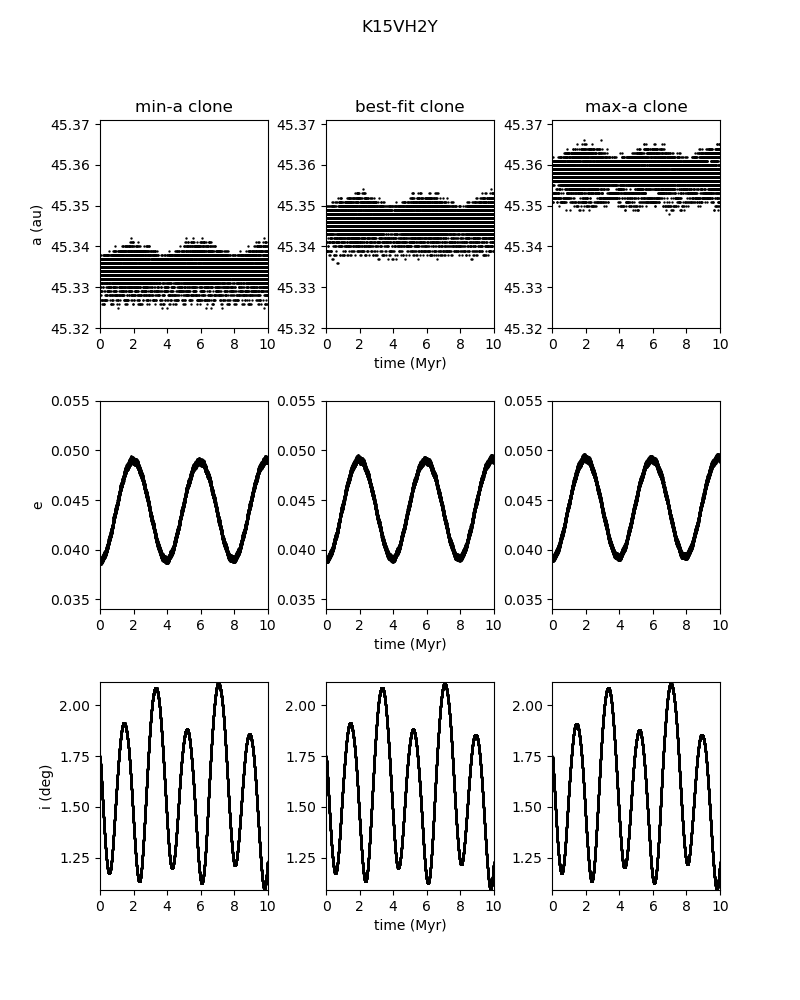 K15VH2Y
min-a clone best-fit clone max-a clone
45.37 45.37 45.37
45.36 45.36 45.36
45.35 45.35 45.35
45.34 45.34 45.34
45.33 45.33 45.33
45.32 45.32 45.32
a (au)
0 2 4 6 8 10 0 2 4 6 8 10 0 2 4 6 8 10
time (Myr)
0.055 0.055 0.055
0.050 0.050 0.050
0.045 0.045 0.045
0.040 0.040 0.040
0.035 0.035 0.035
e
0 2 4 6 8 10 0 2 4 6 8 10 0 2 4 6 8 10
time (Myr)
2.00 2.00 2.00
1.75 1.75 1.75
1.50 1.50 1.50
1.25 1.25 1.25
i (deg)
0 2 4 6 8 10 0 2 4 6 8 10 0 2 4 6 8 10
time (Myr)